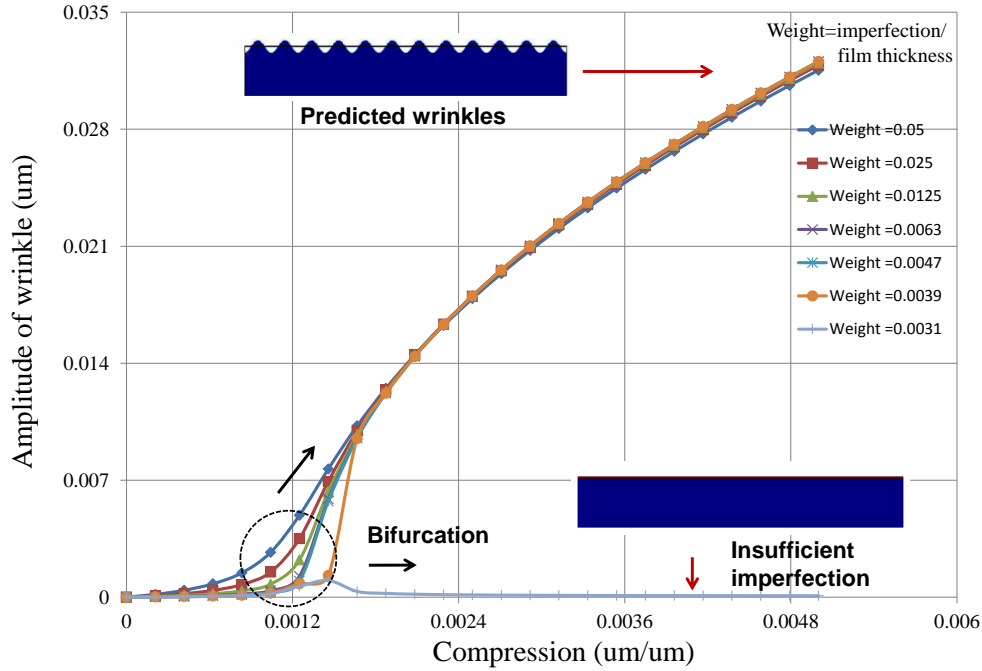 0.035
0.028
0.021
0.014
0.007
0
Amplitude of wrinkle (um)
Weight=imperfection/
film thickness
Predicted wrinkles
Weight =0.05
Weight =0.025
Weight =0.0125
Weight =0.0063
Weight =0.0047
Weight =0.0039
Weight =0.0031
Bifurcation
Insufficient
imperfection
0
0.0012
0.0024
0.0036
0.0048
0.006
Compression (um/um)